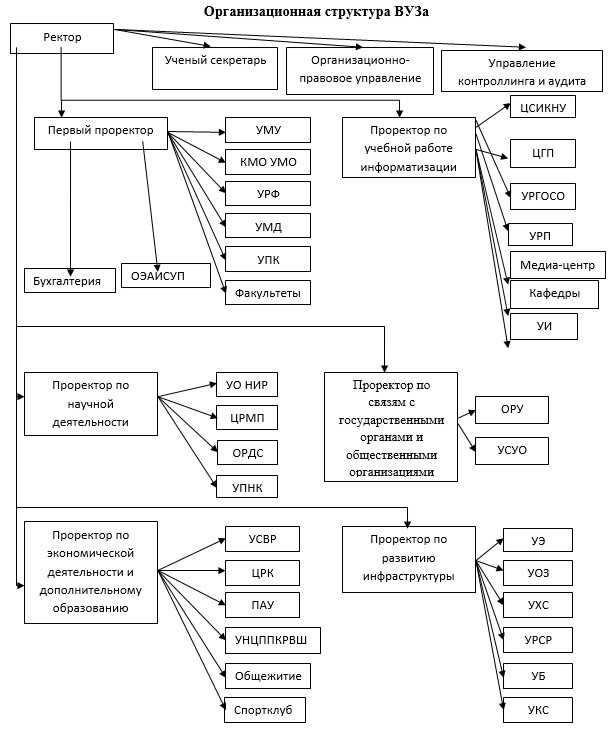 Организационная структура ВУЗа
Ректор
Ученый секретарь
Организационно-
правовое управление
Управление
контроллинга и аудита
Первый проректор
УМУ
КМО УМО
УРФ
УМД
УПК
Факультеты
Бухгалтерия
ОЭАИСУП
Проректор по
учебной работе
информатизации
ЦСИКНУ
ЦГП
УРГОСО
УРП
Медиа-центр
Кафедры
УИ
Проректор по
научной
деятельности
УО НИР
ЦРМП
ОРДС
УПНК
Проректор по
связям с
государственными
органами и
общественными
организациями
ОРУ
УСУО
Проректор по
экономической
деятельности и
дополнительному
образованию
УСВР
ЦРК
ПАУ
УНЦППКРВШ
Общежитие
Спортклуб
Проректор по
развитию
инфраструктуры
УЭ
УОЗ
УХС
УРСР
УБ
УКС